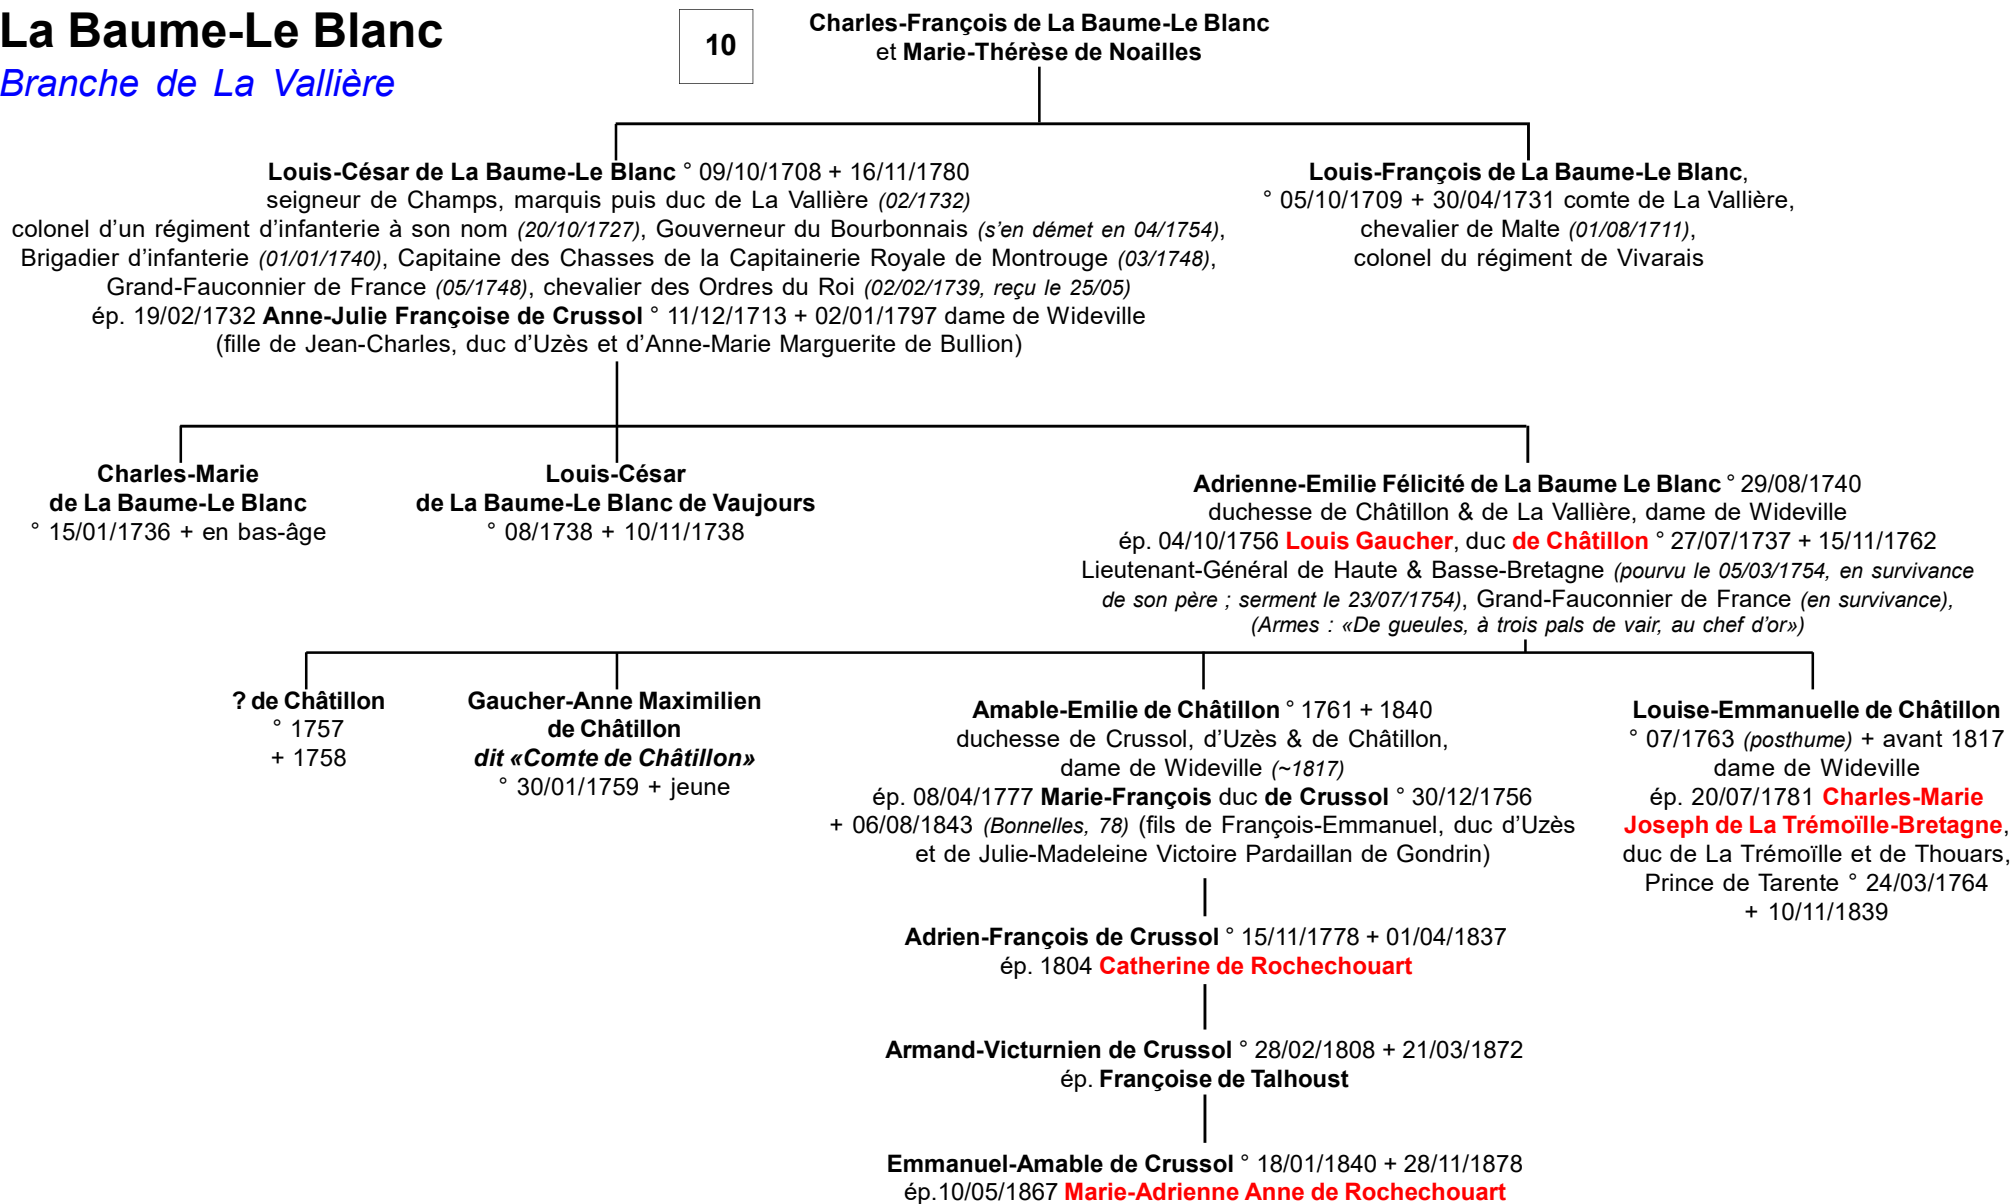 La Baume-Le Blanc
Branche de La Vallière
10
Charles-François de La Baume-Le Blanc
et Marie-Thérèse de Noailles
Louis-César de La Baume-Le Blanc ° 09/10/1708 + 16/11/1780
seigneur de Champs, marquis puis duc de La Vallière (02/1732)
colonel d’un régiment d’infanterie à son nom (20/10/1727), Gouverneur du Bourbonnais (s’en démet en 04/1754),
Brigadier d’infanterie (01/01/1740), Capitaine des Chasses de la Capitainerie Royale de Montrouge (03/1748),
Grand-Fauconnier de France (05/1748), chevalier des Ordres du Roi (02/02/1739, reçu le 25/05)
ép. 19/02/1732 Anne-Julie Françoise de Crussol ° 11/12/1713 + 02/01/1797 dame de Wideville
(fille de Jean-Charles, duc d’Uzès et d’Anne-Marie Marguerite de Bullion)
Louis-François de La Baume-Le Blanc,
° 05/10/1709 + 30/04/1731 comte de La Vallière,
chevalier de Malte (01/08/1711),
colonel du régiment de Vivarais
Charles-Marie
de La Baume-Le Blanc
° 15/01/1736 + en bas-âge
Louis-César
de La Baume-Le Blanc de Vaujours
° 08/1738 + 10/11/1738
Adrienne-Emilie Félicité de La Baume Le Blanc ° 29/08/1740
duchesse de Châtillon & de La Vallière, dame de Wideville
ép. 04/10/1756 Louis Gaucher, duc de Châtillon ° 27/07/1737 + 15/11/1762
Lieutenant-Général de Haute & Basse-Bretagne (pourvu le 05/03/1754, en survivance
de son père ; serment le 23/07/1754), Grand-Fauconnier de France (en survivance),
(Armes : «De gueules, à trois pals de vair, au chef d’or»)
? de Châtillon
° 1757
+ 1758
Gaucher-Anne Maximilien
de Châtillon
dit «Comte de Châtillon»
° 30/01/1759 + jeune
Amable-Emilie de Châtillon ° 1761 + 1840
duchesse de Crussol, d’Uzès & de Châtillon,
dame de Wideville (~1817)
ép. 08/04/1777 Marie-François duc de Crussol ° 30/12/1756
+ 06/08/1843 (Bonnelles, 78) (fils de François-Emmanuel, duc d’Uzès
et de Julie-Madeleine Victoire Pardaillan de Gondrin)
Louise-Emmanuelle de Châtillon
° 07/1763 (posthume) + avant 1817
dame de Wideville
ép. 20/07/1781 Charles-Marie
Joseph de La Trémoïlle-Bretagne,
duc de La Trémoïlle et de Thouars,
Prince de Tarente ° 24/03/1764
+ 10/11/1839
Adrien-François de Crussol ° 15/11/1778 + 01/04/1837
ép. 1804 Catherine de Rochechouart
Armand-Victurnien de Crussol ° 28/02/1808 + 21/03/1872
ép. Françoise de Talhoust
Emmanuel-Amable de Crussol ° 18/01/1840 + 28/11/1878
ép.10/05/1867 Marie-Adrienne Anne de Rochechouart